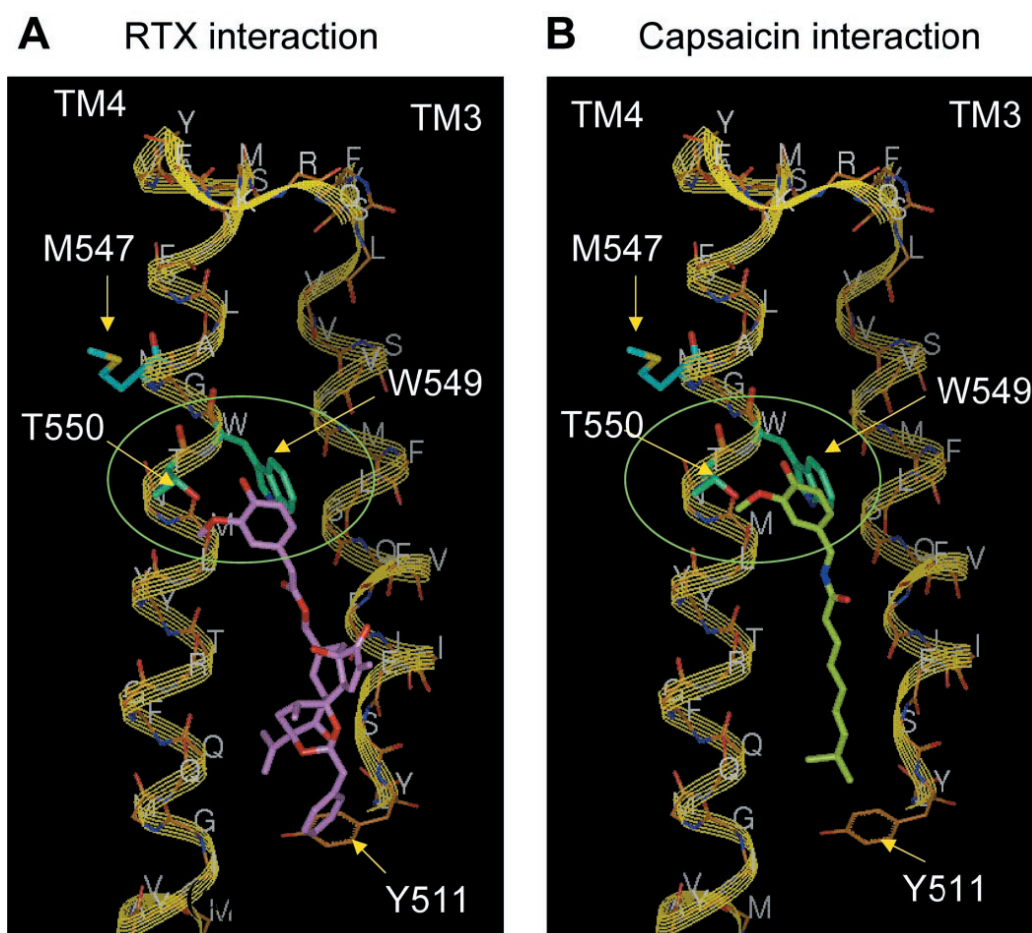 A RTX interaction
TM4
TM3
Y
M
R
F
S
K
S
L
M547
L
V
A
S
G
W549
W
T550
M
F
M
V
Y
T
I
R
S
F
Q
Q
Y
G
Y511
V
M
B Capsaicin interaction
TM4
TM3
Y
M
R
F
S
K
S
L
M547
L
V
A
S
G
W549
W
T550
M
F
M
Q
F
V
Y
T
I
R
S
F
Q
Q
Y
G
Y511
V
M